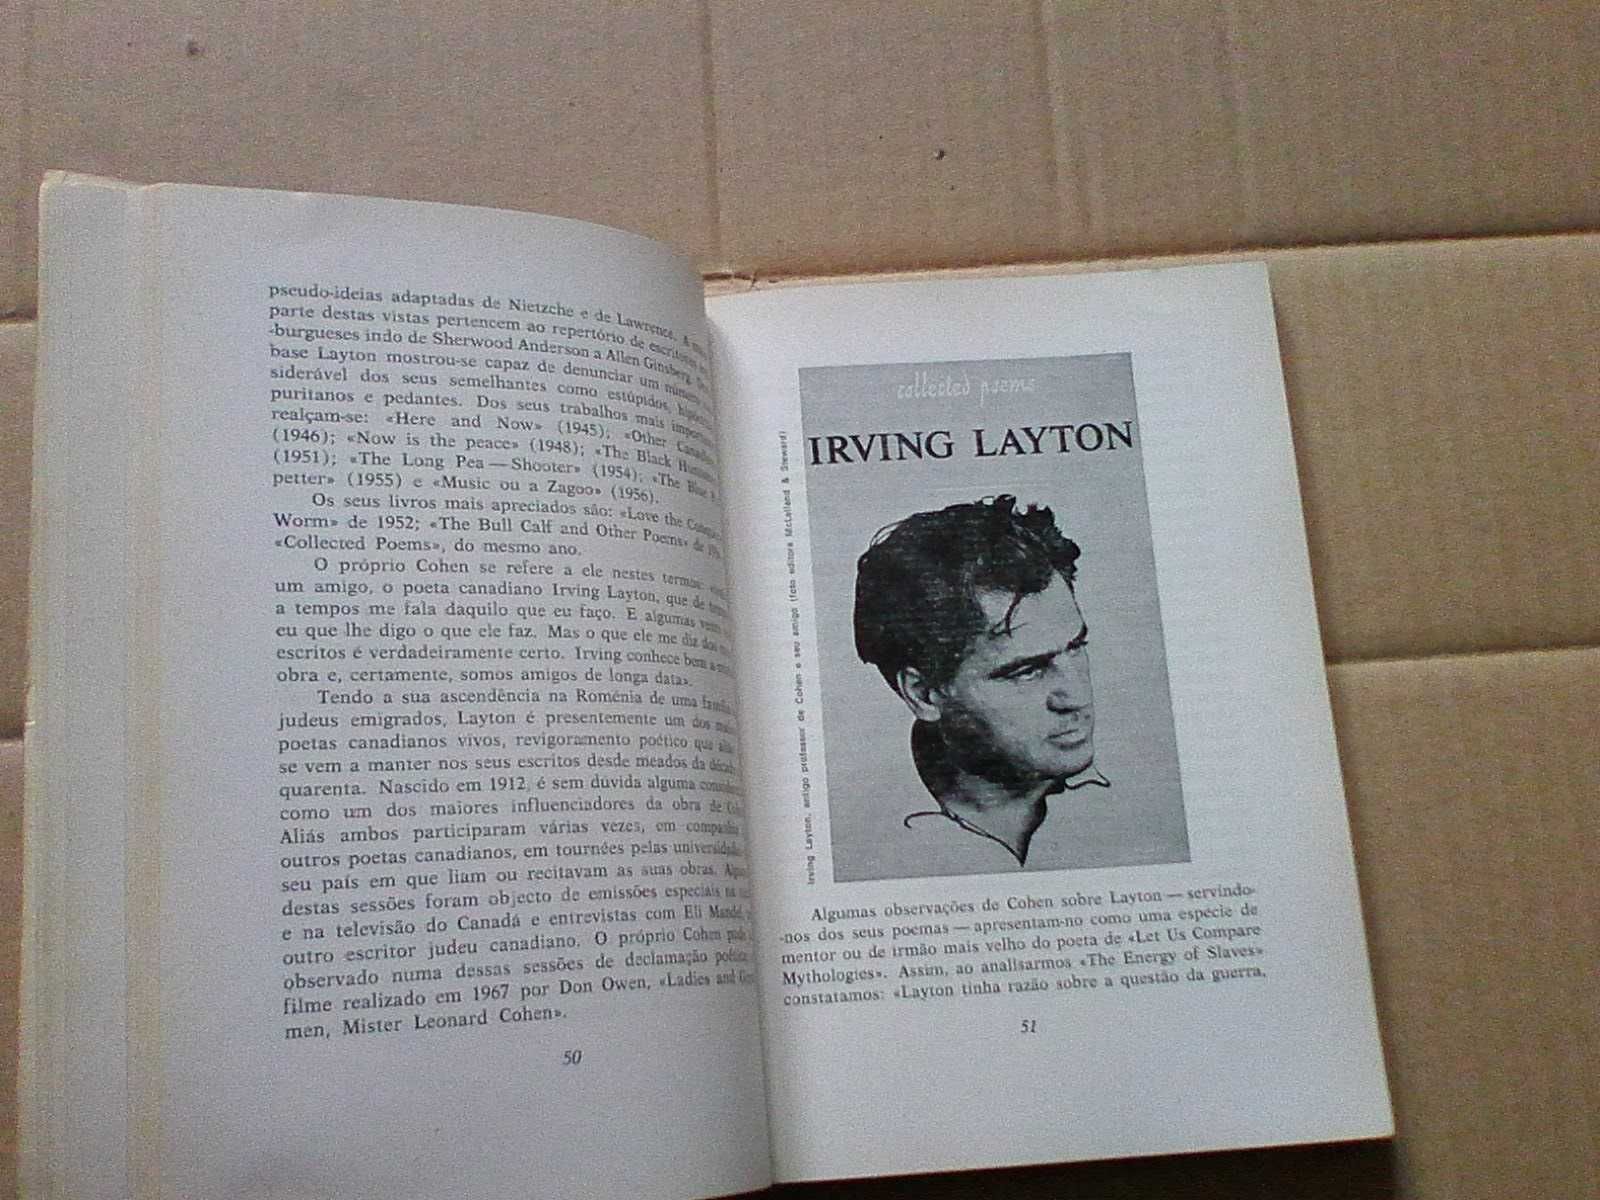 pseudo-ideias adaptadas de Nietzche e de Lawrence. A
parte destas vistas pertencem ao repertório de escritores
-burgueses indo de Sherwood Anderson a Allen Ginsberg.
base Layton mostrou-se capaz de denunciar um
siderável dos seus semelhantes como estúpidos,
puritanos e pedantes. Dos seus trabalhos mais
realçam-se: «Here and Now» (1945); «Other
(1946); «Now is the peace» (1948); «The Black
(1951); «The Long Pea — Shooter» (1954); «The Blue
petter» (1955) e «Music ou a Zagoo» (1956).
Os seus livros mais apreciados são: «Love the
Worm» de 1952; «The Bull Calf and Other Poems» de
«Collected Poems», do mesmo ano.
O próprio Cohen se refere a ele nestes termos:
um amigo, o poeta canadiano Irving Layton, que de
a tempos me fala daquilo que eu faço. E algumas
eu que lhe digo o que ele faz. Mas o que ele me diz dos
escritos é verdadeiramente certo. Irving conhece bem a
obra e, certamente, somos amigos de longa data».
Tendo a sua ascendência na Roménia de uma
judeus emigrados, Layton é presentemente um dos
poetas canadianos vivos, revigoramento poético que
se vem a manter nos seus escritos desde meados da
quarenta. Nascido em 1912, é sem dúvida alguma
como um dos maiores influenciadores da obra de
Aliás ambos participaram várias vezes, em
outros poetas canadianos, em tournées pelas
seu país em que liam ou recitavam as suas obras.
destas sessões foram objecto de emissões especiais na
e na televisão do Canadá e entrevistas com Eli Mandel,
outro escritor judeu canadiano. O próprio Cohen
observado numa dessas sessões de declamação
filme realizado em 1967 por Don Owen, «Ladies and
men, Mister Leonard Cohen».
50
collected poems
IRVING LAYTON
Irving Layton, antigo professor de Cohen e seu amigo (foto editora McLelland & Steward)
Algumas observações de Cohen sobre Layton — servindo-
-nos dos seus poemas — apresentam-no como uma espécie de
mentor ou de irmão mais velho do poeta de «Let Us Compare
Mythologies». Assim, ao analisarmos «The Energy of Slaves»
constatamos: «Layton tinha razão sobre a questão da guerra,
51